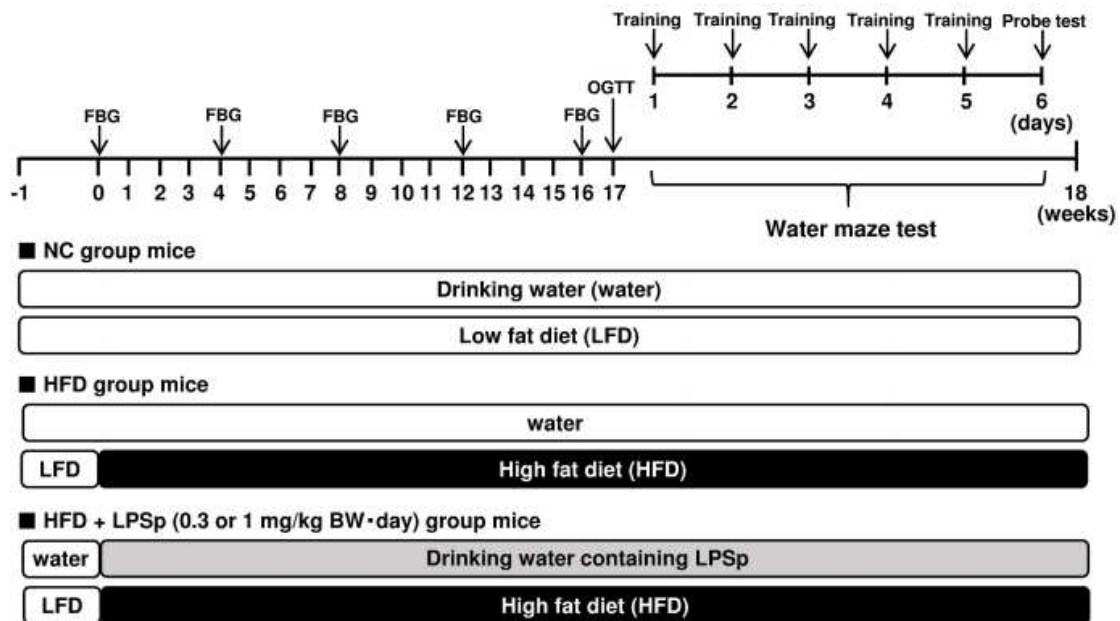 Training Training Training Training Training Probe test
1 2 3 4 5 6
(days)
OGTT
FBG FBG FBG FBG FBG
-1 0 1 2 3 4 5 6 7 8 9 10 11 12 13 14 15 16 17 18
(weeks)
Water maze test
■ NC group mice
Drinking water (water)
Low fat diet (LFD)
■ HFD group mice
water
LFD High fat diet (HFD)
■ HFD + LPSp (0.3 or 1 mg/kg BW・day) group mice
water Drinking water containing LPSp
LFD High fat diet (HFD)